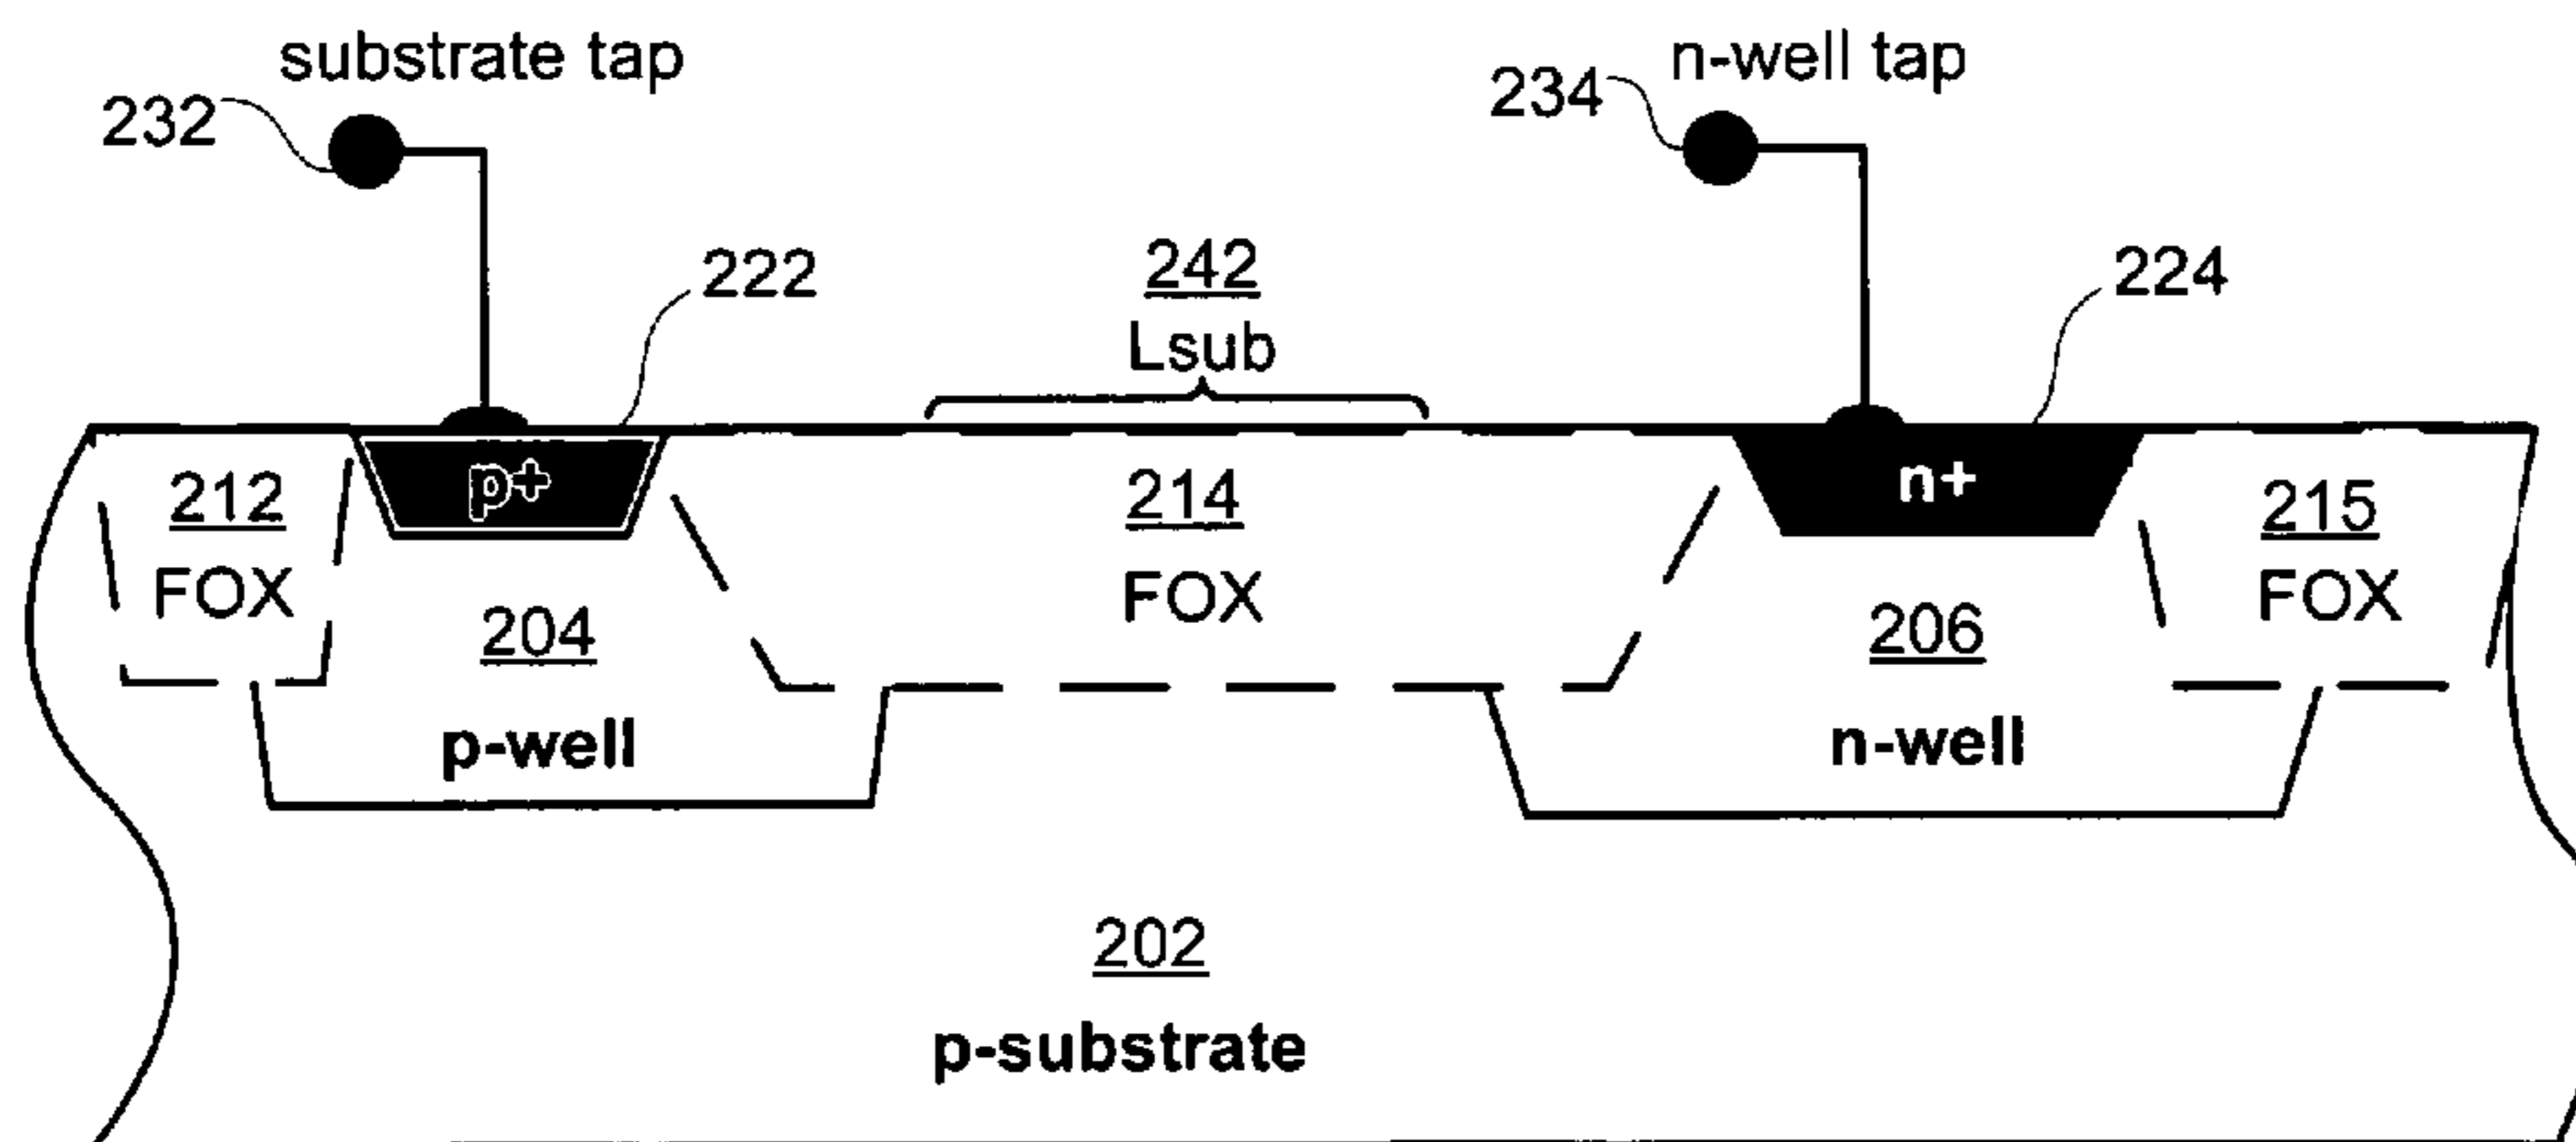 substrate tap
n-well tap
232
234
222
242
224
Lsub
p+
n+
212
214
215
FOX
FOX
FOX
204
206
p-well
n-well
202
p-substrate